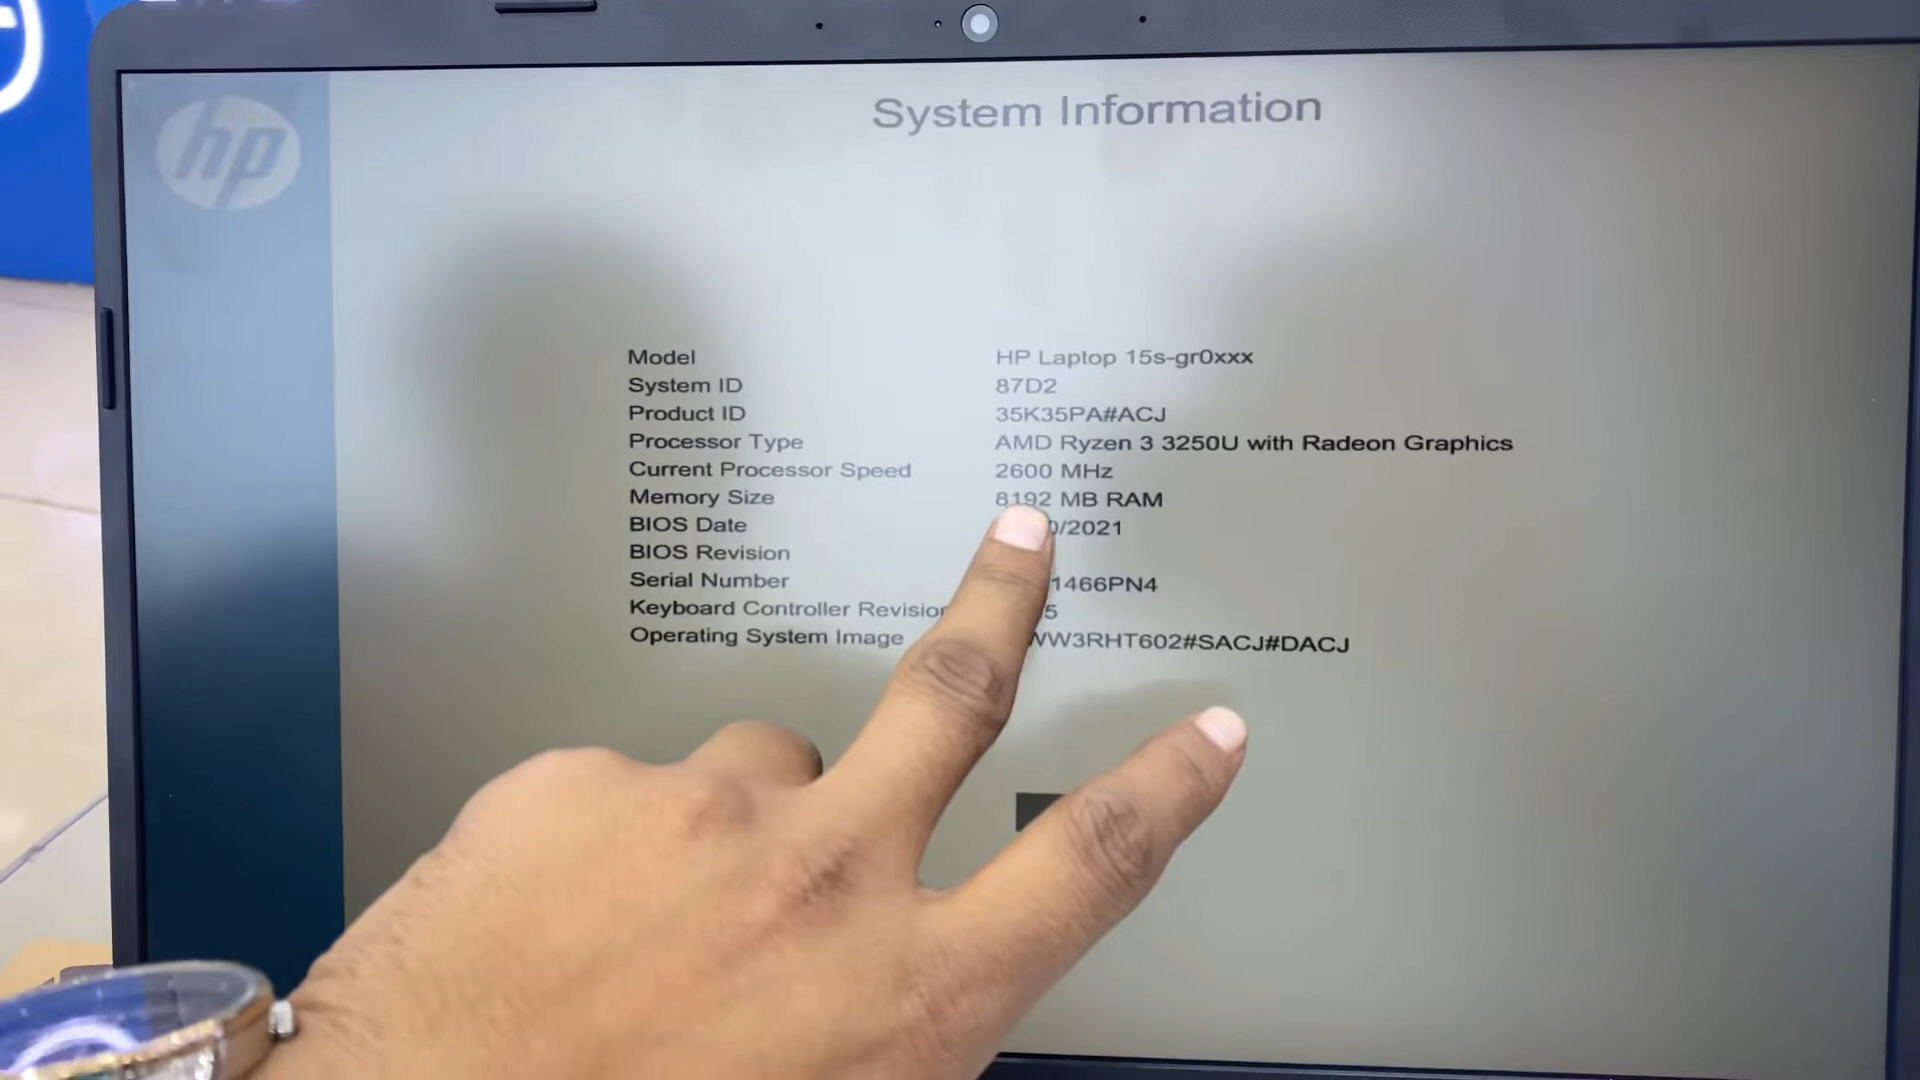 hp
System Information
Model HP Laptop 15s-gr0xxx
System ID 87D2
Product ID 35K35PA#ACJ
Processor Type AMD Ryzen 3 3250U with Radeon Graphics
Current Processor Speed 2600 MHz
Memory Size 8192 MB RAM
BIOS Date 0/2021
BIOS Revision
Serial Number 1466PN4
Keyboard Controller Revision 5
Operating System Image WW3RHT602#SACJ#DACJ